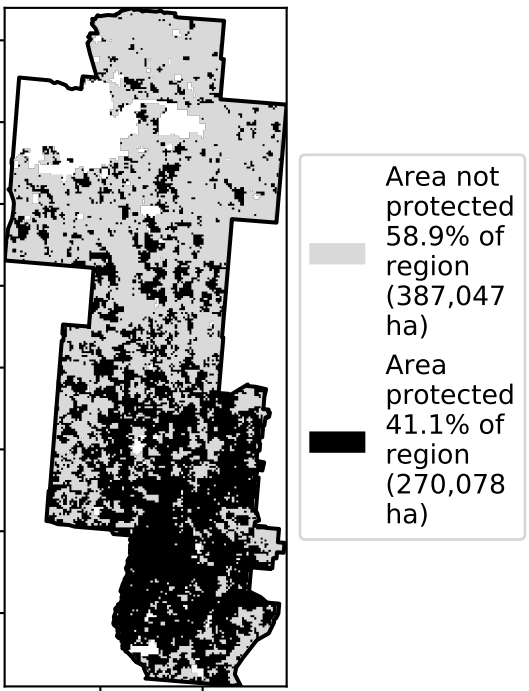 Area not
protected
58.9% of
region
(387,047
ha)
Area
protected
41.1% of
region
(270,078
ha)